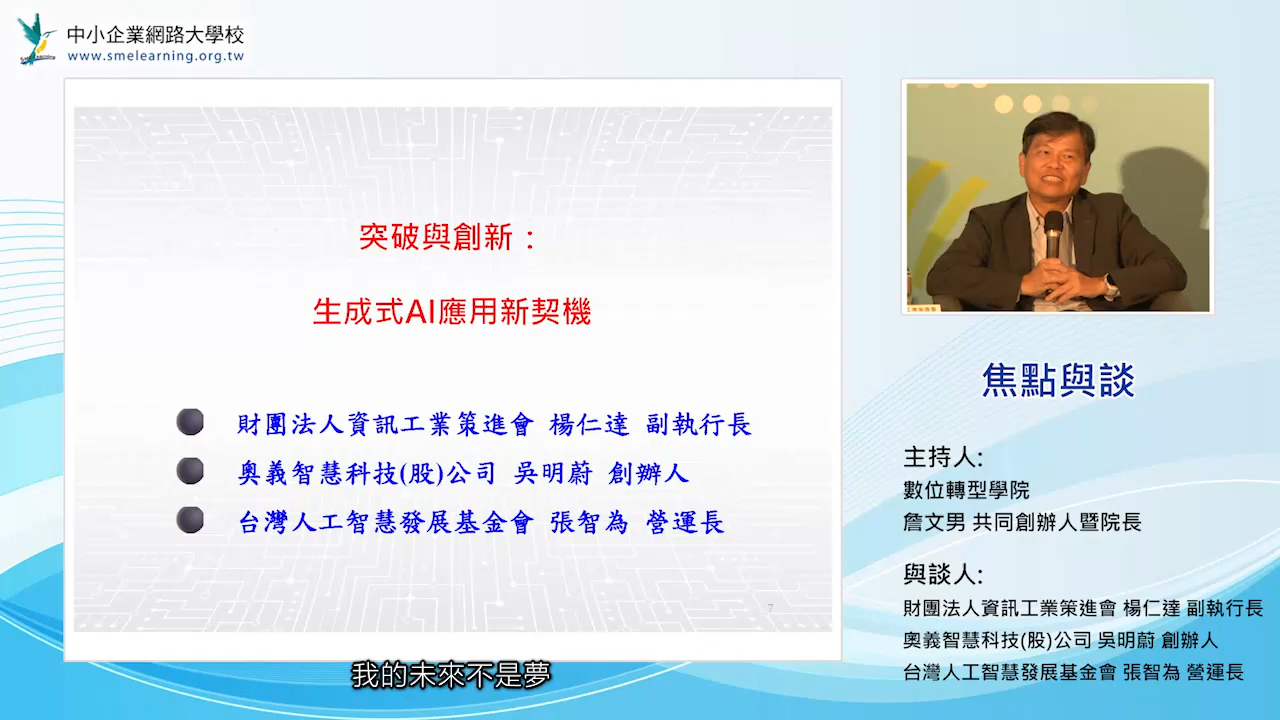 中小企業網路大學校
www.smelearning.org.tw
突破與創新：
生成式AI應用新契機
財團法人資訊工業策進會 楊仁達 副執行長
奧義智慧科技(股)公司 吳明蔚 創辦人
台灣人工智慧發展基金會 張智為 營運長
7
焦點與談
主持人:
數位轉型學院
詹文男 共同創辦人暨院長
與談人:
財團法人資訊工業策進會 楊仁達 副執行長
奧義智慧科技(股)公司 吳明蔚 創辦人
台灣人工智慧發展基金會 張智為 營運長
我的未來不是夢